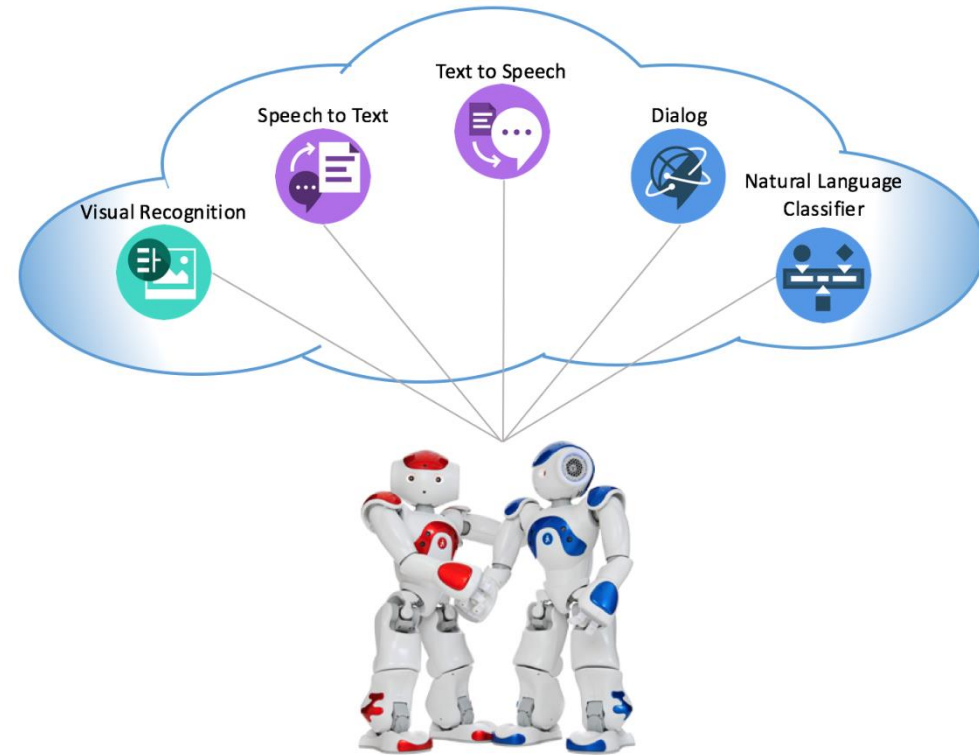 Text to Speech
Speech to Text
Dialog
Natural Language
Classifier
Visual Recognition